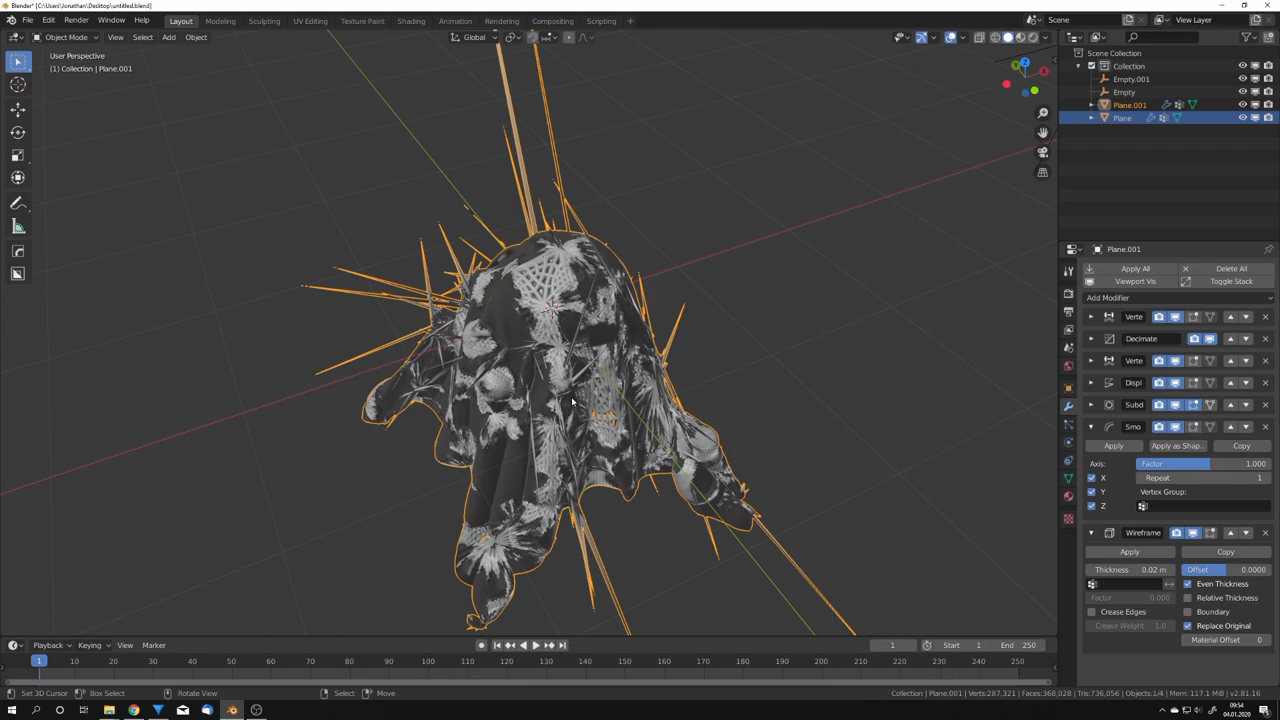 Blender* [C:\Users\Jonathan\Desktop\untitled.blend]
File Edit Render Window Help Layout Modeling Sculpting UV Editing Texture Paint Shading Animation Rendering Compositing Scripting + Scene View Layer
Object Mode View Select Add Object Global
User Perspective
(1) Collection | Plane.001
Scene Collection
Collection
Empty.001
Empty
Plane.001
Plane
Plane.001
Apply All Delete All
Viewport Vis Toggle Stack
Add Modifier
Verte
Decimate
Verte
Displ
Subd
Smo
Apply Apply as Shap.. Copy
Axis: Factor 1.000
X Repeat 1
Y Vertex Group:
Z
Wireframe
Apply Copy
Thickness 0.02 m Offset 0.0000
Even Thickness
Factor 0.000 Relative Thickness
Crease Edges Boundary
Crease Weight 1.0 Replace Original
Material Offset 0
Playback Keying View Marker 1 Start 1 End 250
1 10 20 30 40 50 60 70 80 90 100 110 120 130 140 150 160 170 180 190 200 210 220 230 240 250
Set 3D Cursor Box Select Rotate View Select Move Collection | Plane.001 | Verts:287,321 | Faces:368,028 | Tris:736,056 | Objects:1/4 | Mem: 117.1 MiB | v2.81.16
09:54
04.01.2020